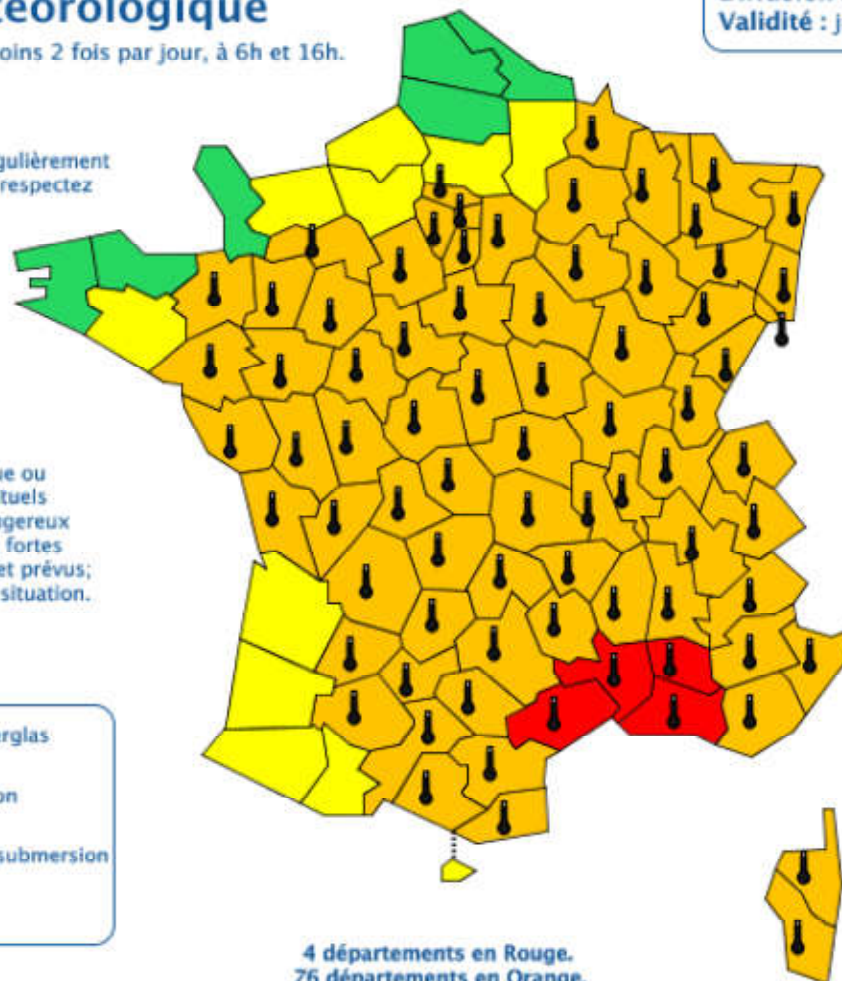 téorologique
oins 2 fois par jour, à 6h et 16h.
Validité : j
gulièrement
respectez
ue ou
tuels
gereux
fortes
et prévus;
situation.
erglas
on
submersion
4 départements en Rouge.
76 départements en Orange.